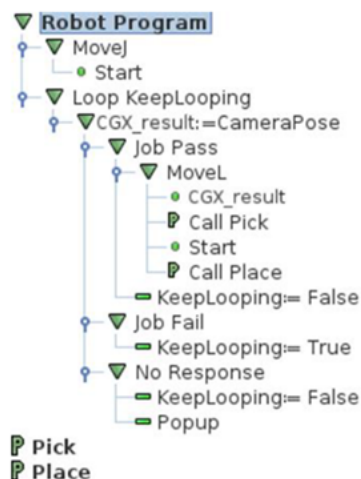 Robot Program
MoveJ
Start
Loop KeepLooping
CGX_result:=CameraPose
Job Pass
MoveL
CGX_result
P Call Pick
Start
P Call Place
KeepLooping:= False
Job Fail
KeepLooping:= True
No Response
KeepLooping:= False
Popup
P Pick
P Place